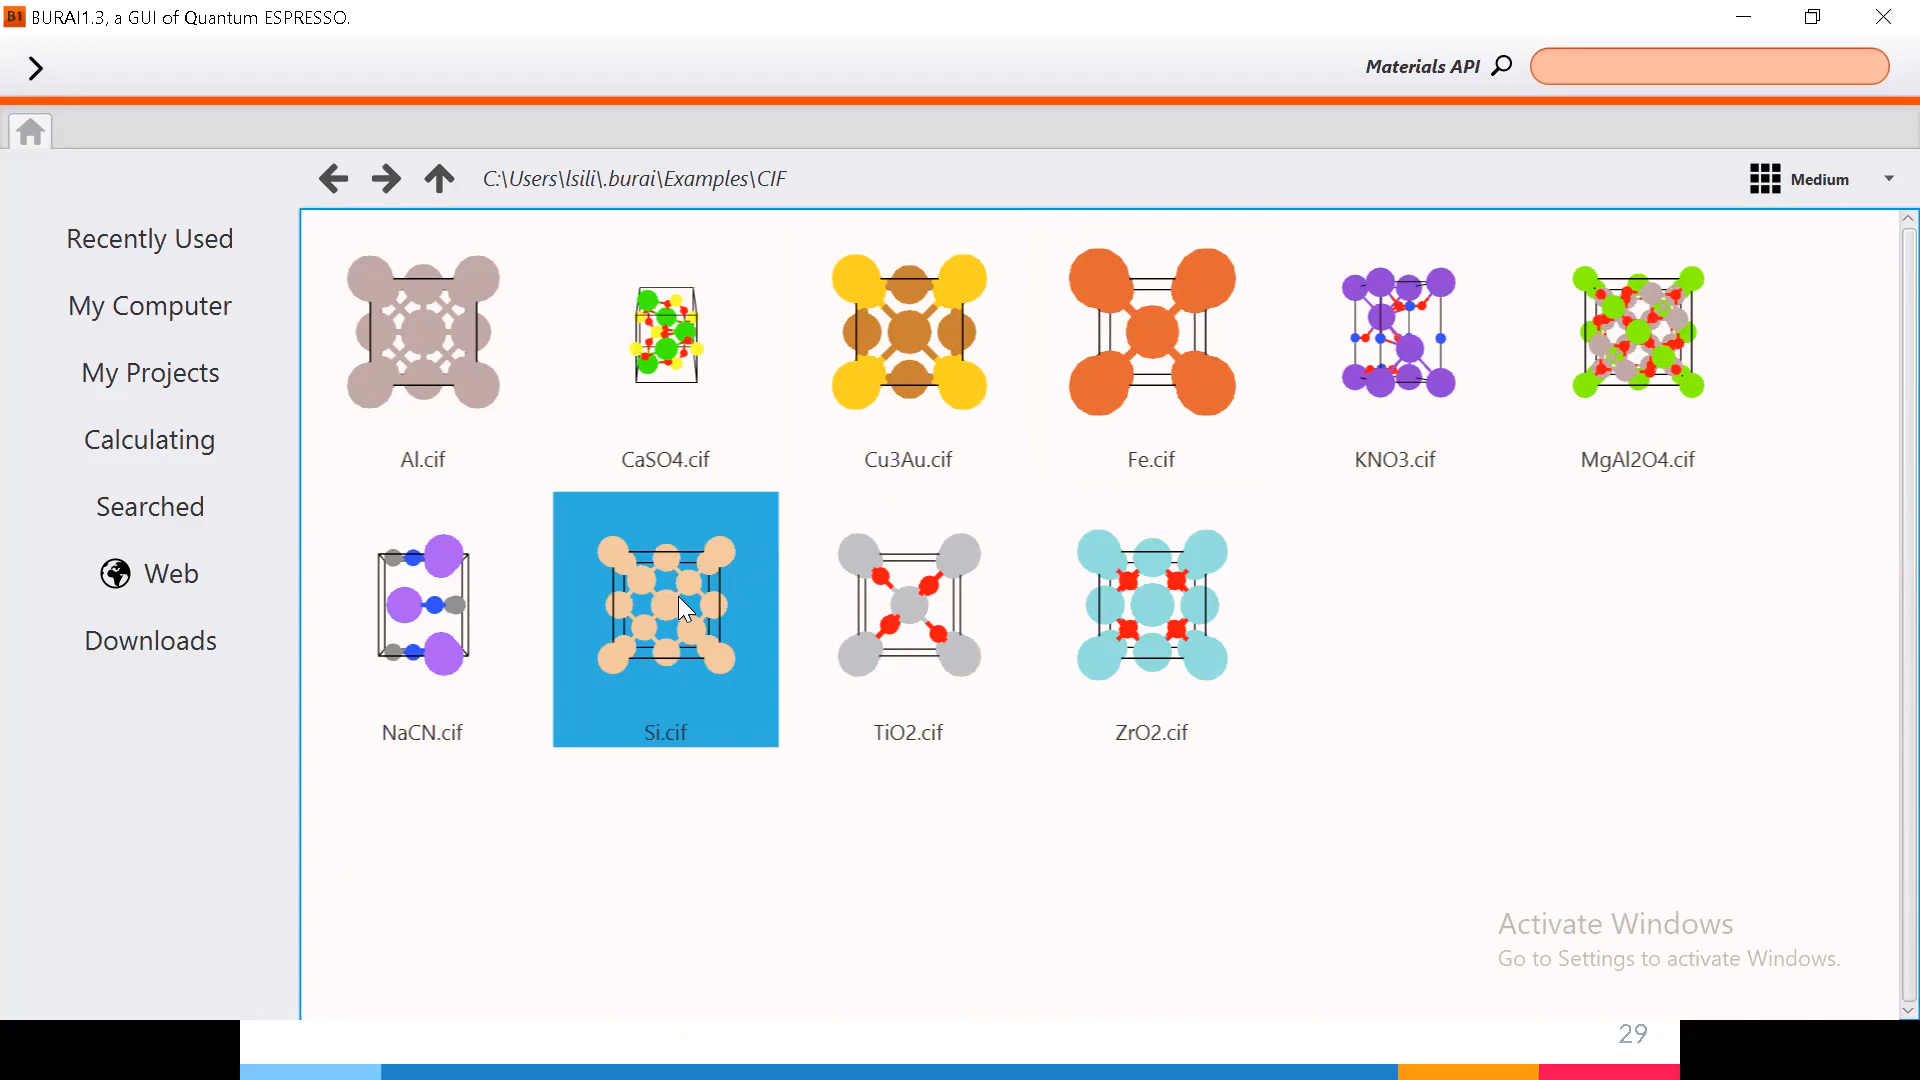 B1 BURAI1.3, a GUI of Quantum ESPRESSO.
Materials API
C:\Users\lsili\.burai\Examples\CIF
Medium
Recently Used
My Computer
My Projects
Calculating
Searched
Web
Downloads
Al.cif
CaSO4.cif
Cu3Au.cif
Fe.cif
KNO3.cif
MgAl2O4.cif
NaCN.cif
Si.cif
TiO2.cif
ZrO2.cif
Activate Windows
Go to Settings to activate Windows.
29